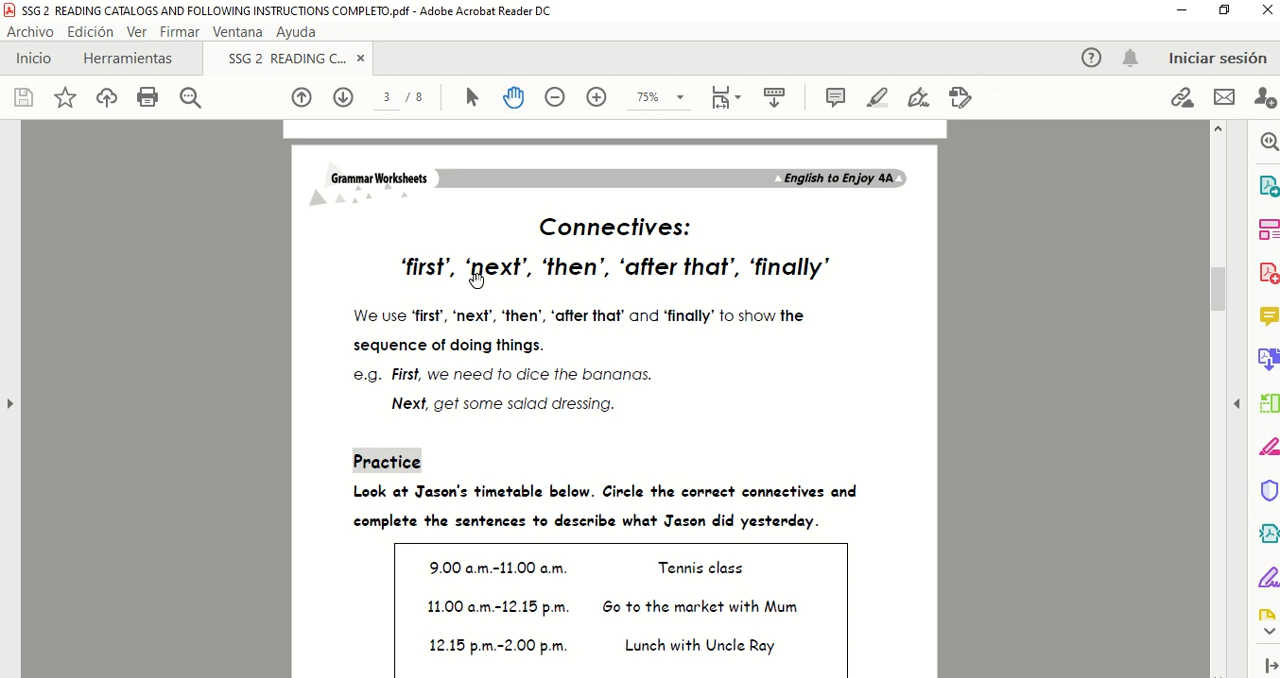 SSG 2 READING CATALOGS AND FOLLOWING INSTRUCTIONS COMPLETO.pdf - Adobe Acrobat Reader DC
Archivo Edición Ver Firmar Ventana Ayuda
Inicio Herramientas SSG 2 READING C... × Iniciar sesión
3 / 8 75%
Grammar Worksheets English to Enjoy 4A
Connectives:
‘first’, ‘next’, ‘then’, ‘after that’, ‘finally’
We use ‘first’, ‘next’, ‘then’, ‘after that’ and ‘finally’ to show the
sequence of doing things.
e.g. First, we need to dice the bananas.
Next, get some salad dressing.
Practice
Look at Jason's timetable below. Circle the correct connectives and
complete the sentences to describe what Jason did yesterday.
9.00 a.m.-11.00 a.m. Tennis class
11.00 a.m.-12.15 p.m. Go to the market with Mum
12.15 p.m.-2.00 p.m. Lunch with Uncle Ray